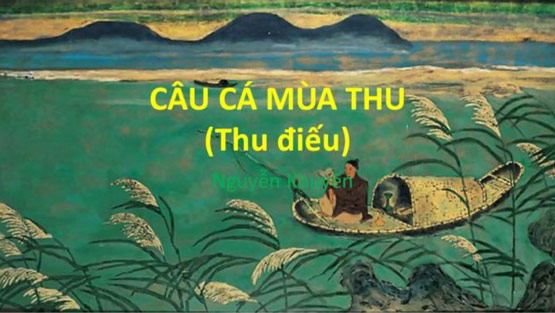 CÂU CÁ MÙA THU
(Thu điếu)
Nguyễn Khuyến